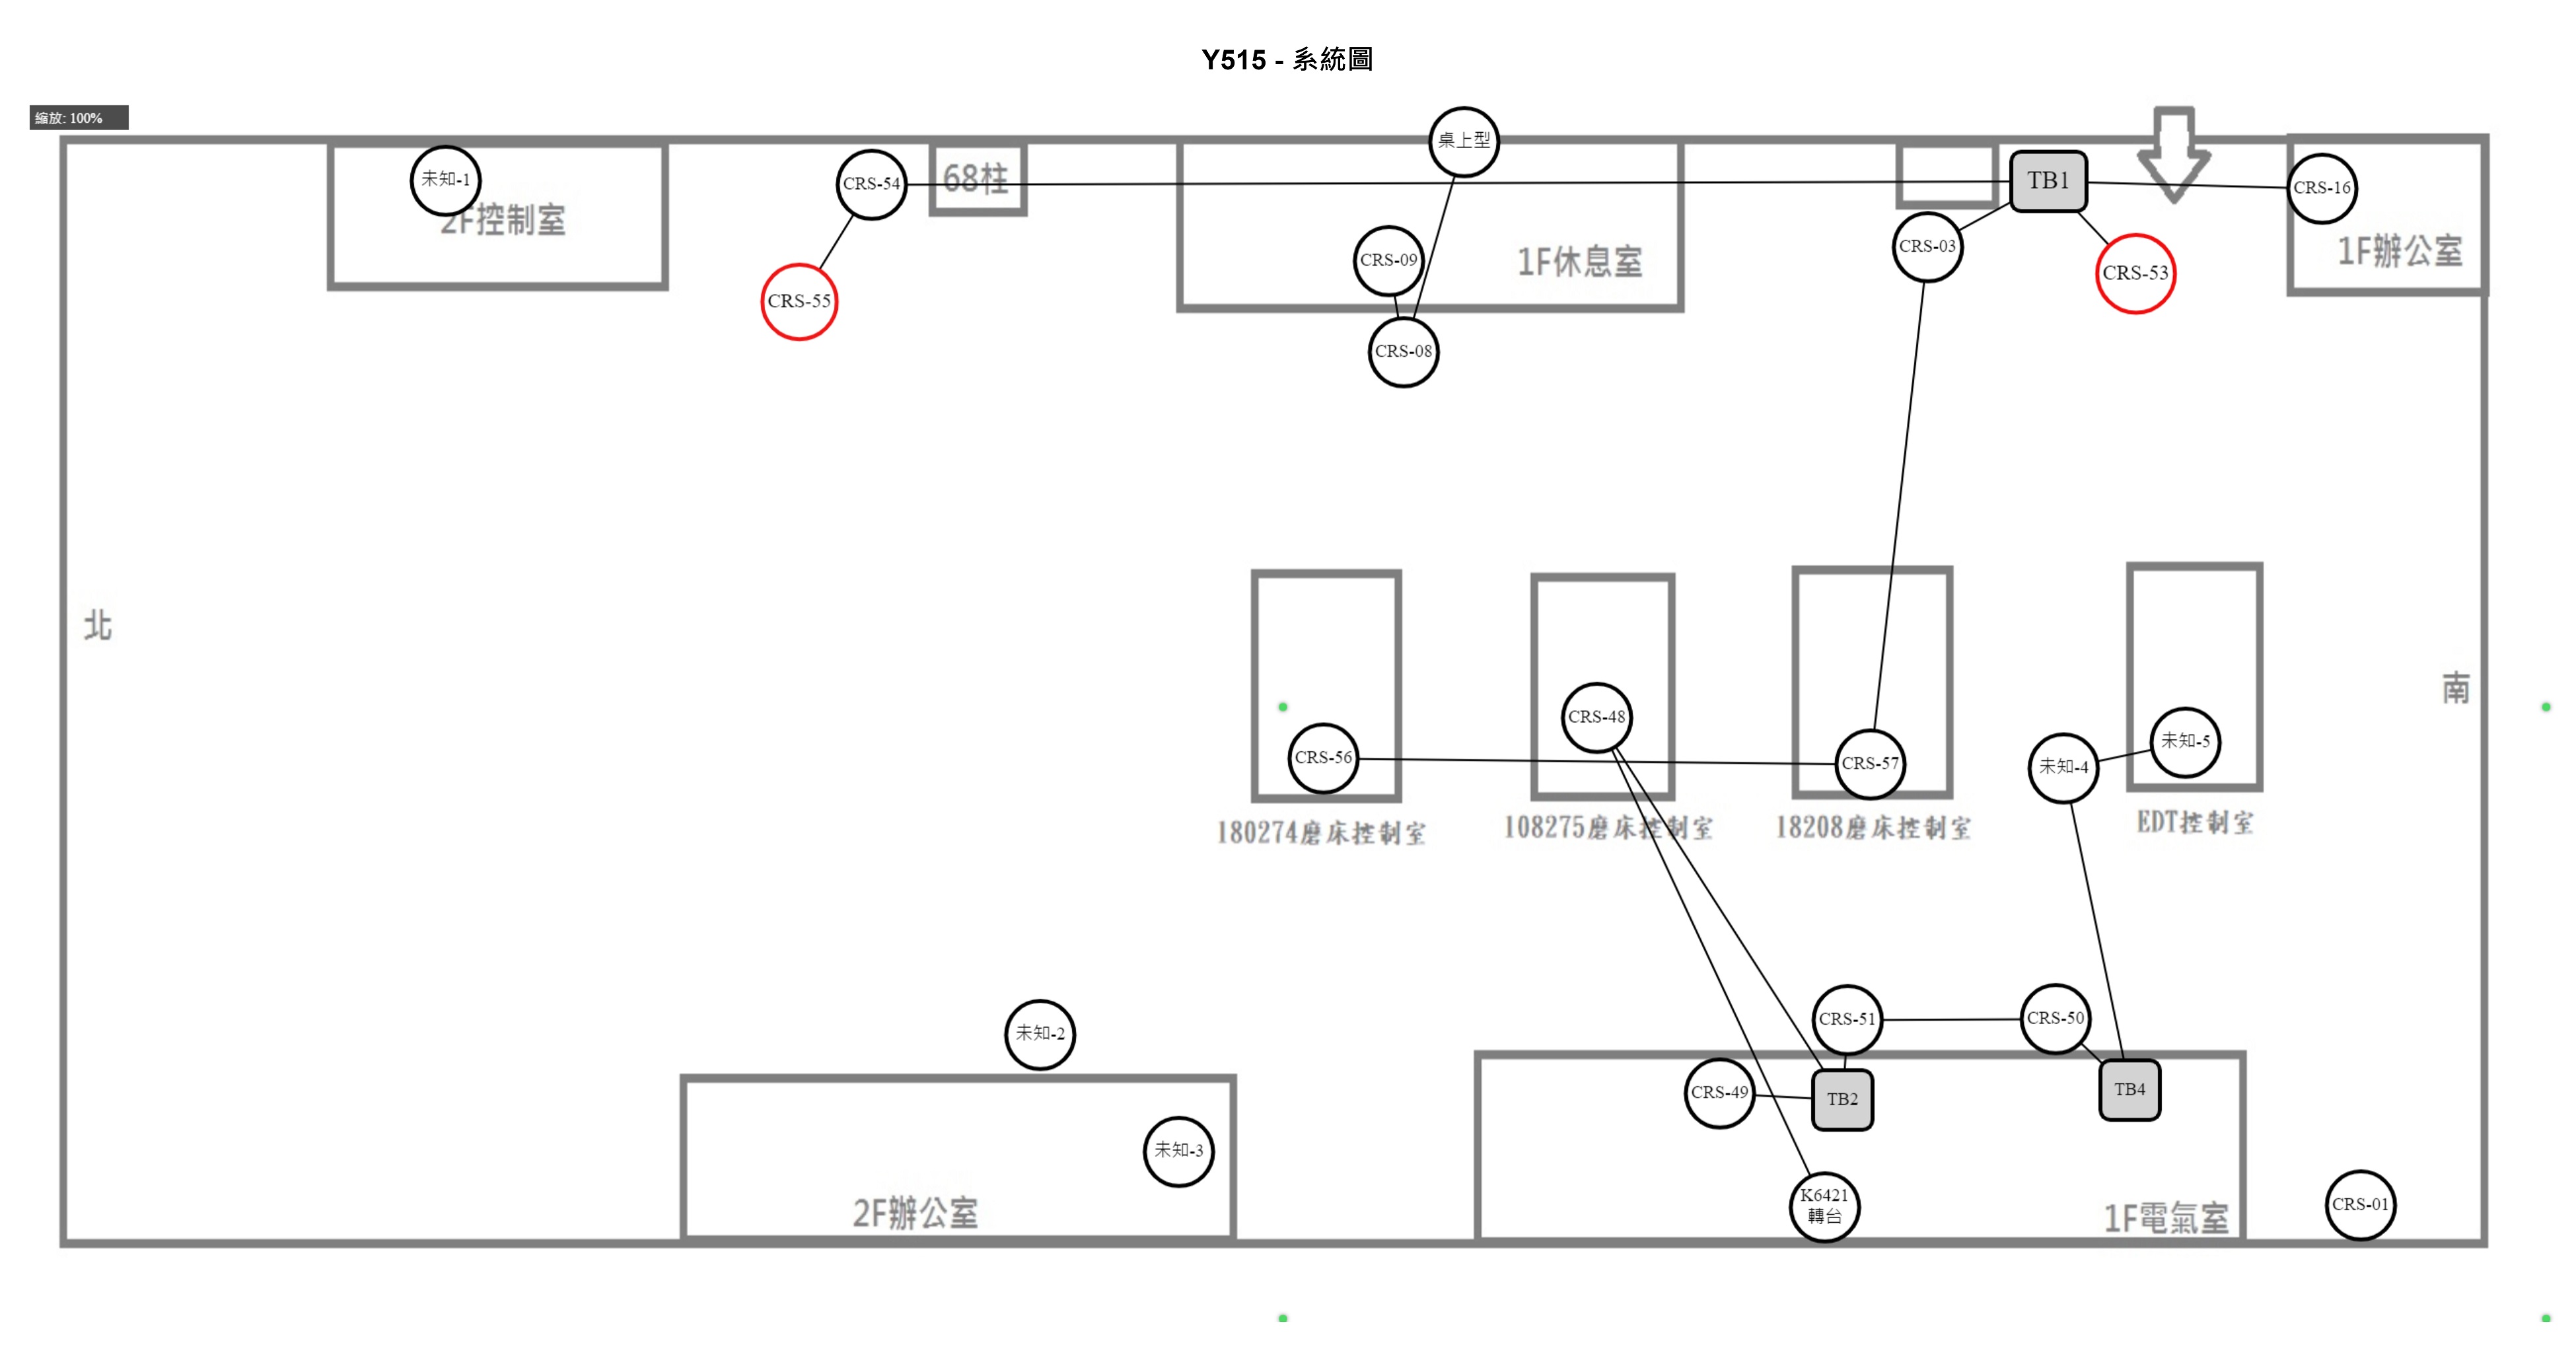 Y515 - 系統圖
縮放: 100%
桌上型
未知-1
2F控制室
CRS-54
68柱
TB1
CRS-16
CRS-03
1F辦公室
CRS-09
1F休息室
CRS-53
CRS-55
CRS-08
北
南
CRS-48
CRS-56
CRS-57
未知-4
未知-5
180274磨床控制室
108275磨床控制室
18208磨床控制室
EDT控制室
未知-2
CRS-51
CRS-50
CRS-49
TB2
TB4
未知-3
2F辦公室
K6421
轉台
1F電氣室
CRS-01